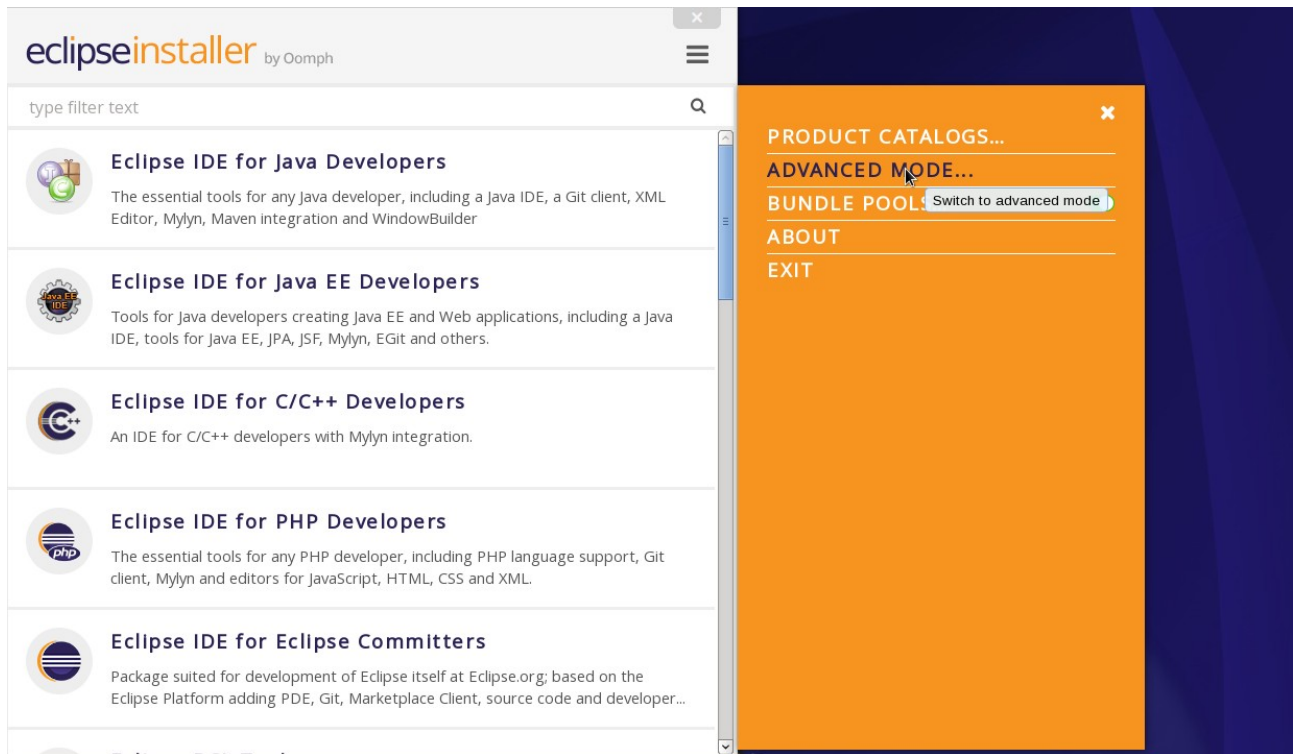 eclipseinstaller by Oomph
type filter text
Eclipse IDE for Java Developers
The essential tools for any Java developer, including a Java IDE, a Git client, XML
Editor, Mylyn, Maven integration and WindowBuilder
Eclipse IDE for Java EE Developers
Java EE
IDE
Tools for Java developers creating Java EE and Web applications, including a Java
IDE, tools for Java EE, JPA, JSF, Mylyn, EGit and others.
Eclipse IDE for C/C++ Developers
C++
An IDE for C/C++ developers with Mylyn integration.
Eclipse IDE for PHP Developers
php
The essential tools for any PHP developer, including PHP language support, Git
client, Mylyn and editors for JavaScript, HTML, CSS and XML.
Eclipse IDE for Eclipse Committers
Package suited for development of Eclipse itself at Eclipse.org; based on the
Eclipse Platform adding PDE, Git, Marketplace Client, source code and developer...
PRODUCT CATALOGS...
ADVANCED MODE...
BUNDLE POOLS
Switch to advanced mode
ABOUT
EXIT